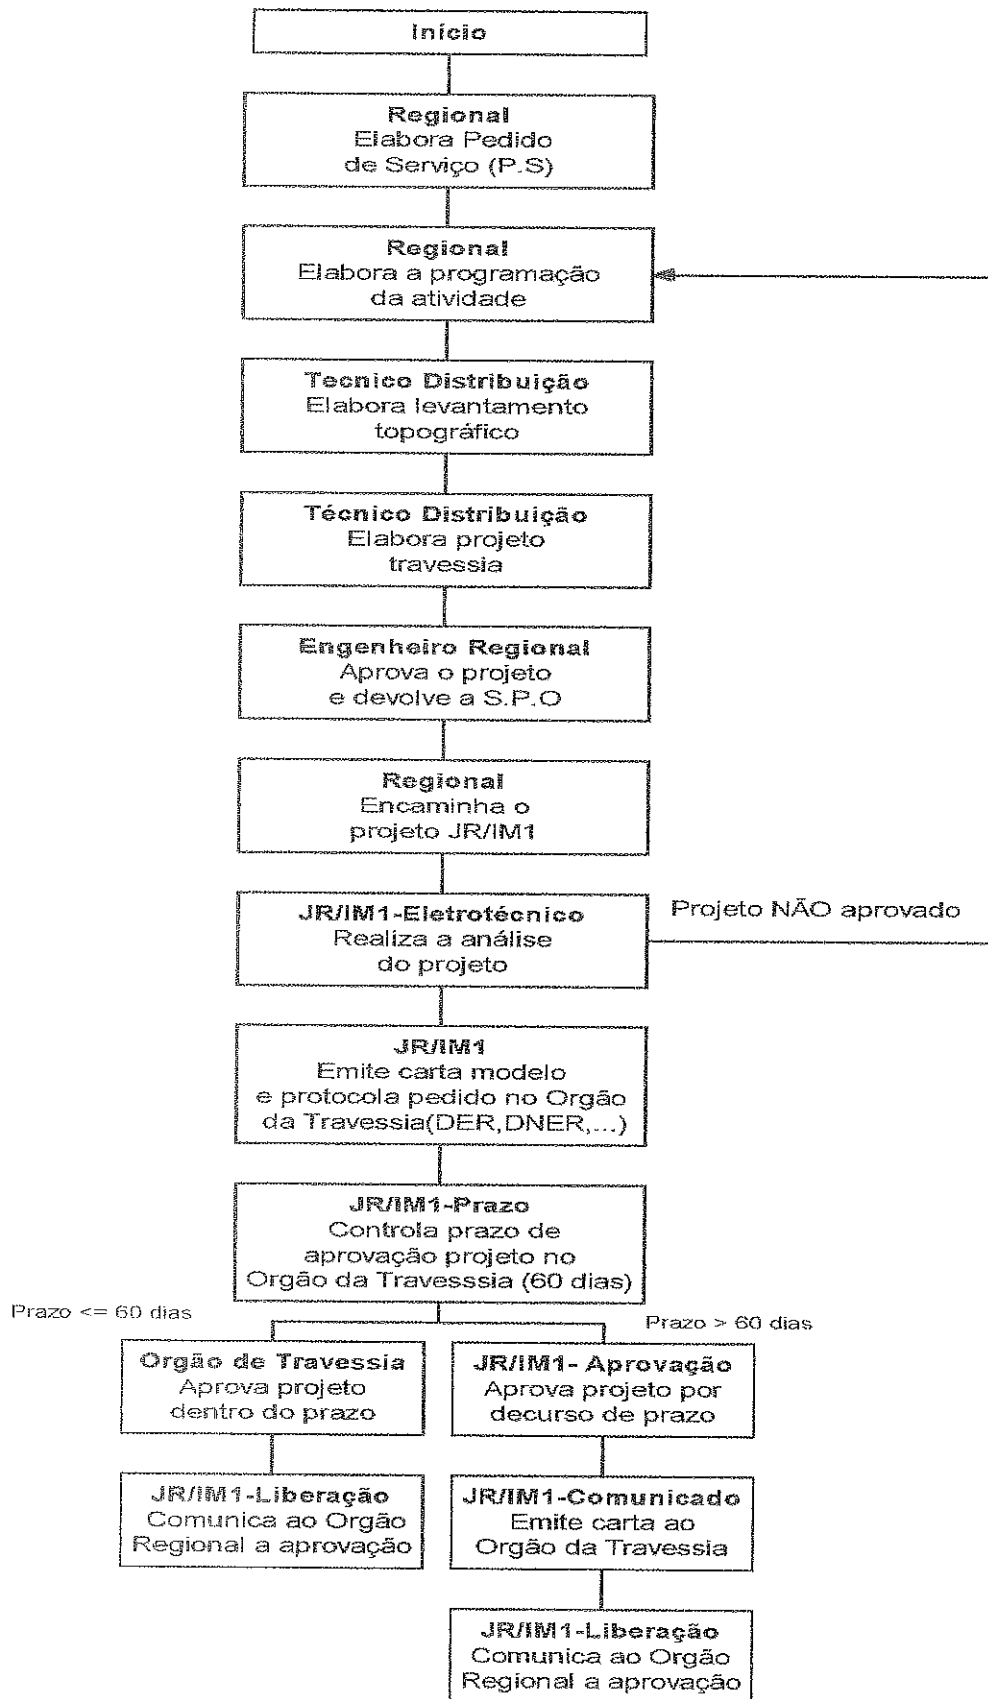 Início
Regional
Elabora Pedido
de Serviço (P.S)
Regional
Elabora a programação
da atividade
Tecnico Distribuição
Elabora levantamento
topográfico
Técnico Distribuição
Elabora projeto
travessia
Engenheiro Regional
Aprova o projeto
e devolve a S.P.O
Regional
Encaminha o
projeto JR/IM1
JR/IM1-Eletrotécnico
Realiza a análise
do projeto
Projeto NÃO aprovado
JR/IM1
Emite carta modelo
e protocola pedido no Orgão
da Travessia(DER,DNER,...)
JR/IM1-Prazo
Controla prazo de
aprovação projeto no
Orgão da Travesssia (60 dias)
Prazo <= 60 dias
Prazo > 60 dias
Orgão de Travessia
Aprova projeto
dentro do prazo
JR/IM1- Aprovação
Aprova projeto por
decurso de prazo
JR/IM1-Liberação
Comunica ao Orgão
Regional a aprovação
JR/IM1-Comunicado
Emite carta ao
Orgão da Travessia
JR/IM1-Liberação
Comunica ao Orgão
Regional a aprovação